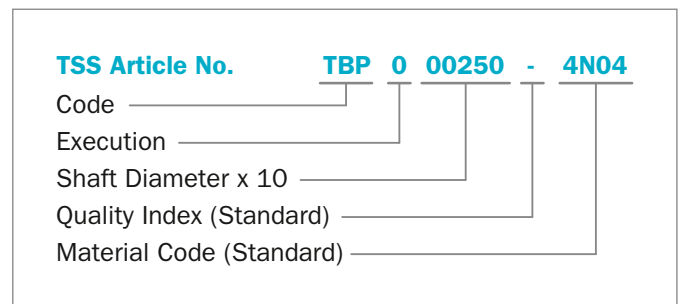 TSS Article No. TBP 0 00250 - 4N04
Code
Execution
Shaft Diameter x 10
Quality Index (Standard)
Material Code (Standard)